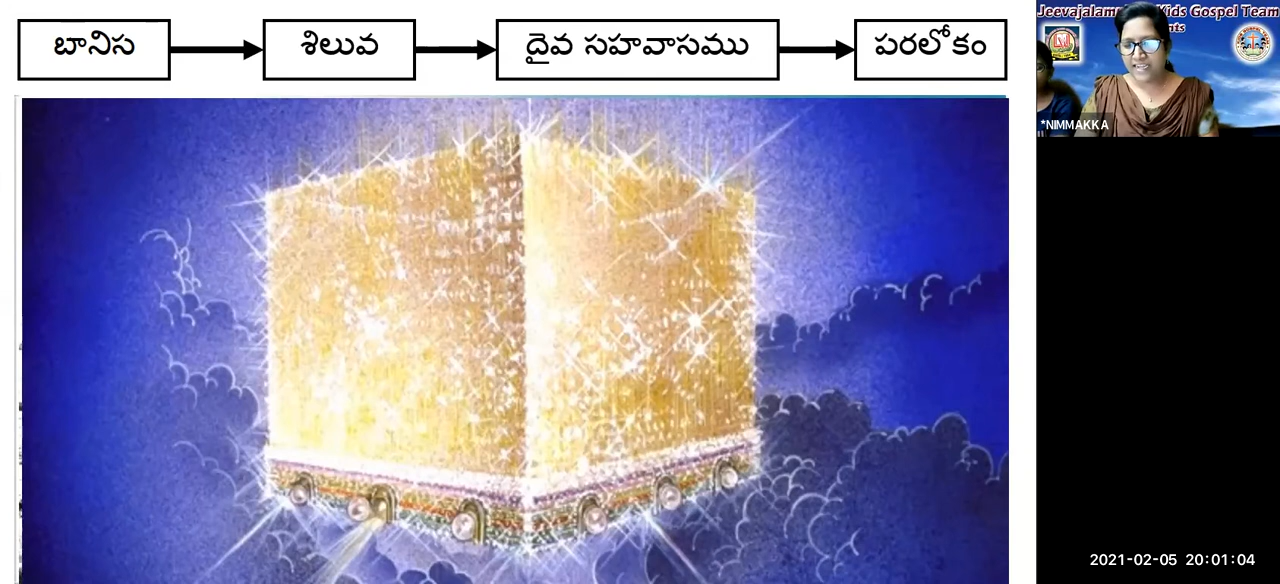 బానిస
శిలువ
దైవ సహవాసము
పరలోకం
Kids Gospel Team
*NIMMAKKA
2021-02-05 20:01:04